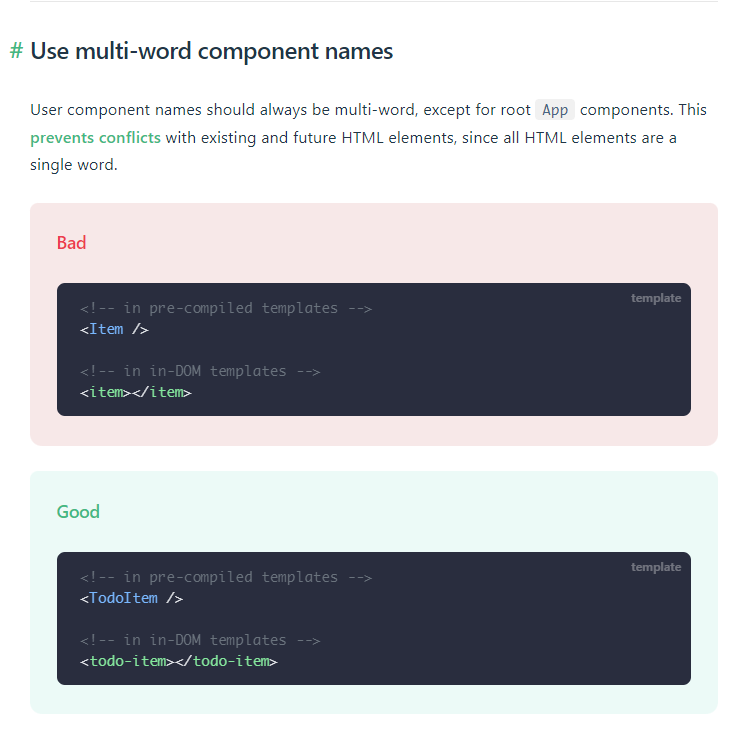 # Use multi-word component names
User component names should always be multi-word, except for root App components. This
prevents conflicts with existing and future HTML elements, since all HTML elements are a
single word.
Bad
template
<!-- in pre-compiled templates -->
<Item />
<!-- in in-DOM templates -->
<item></item>
Good
template
<!-- in pre-compiled templates -->
<TodoItem />
<!-- in in-DOM templates -->
<todo-item></todo-item>